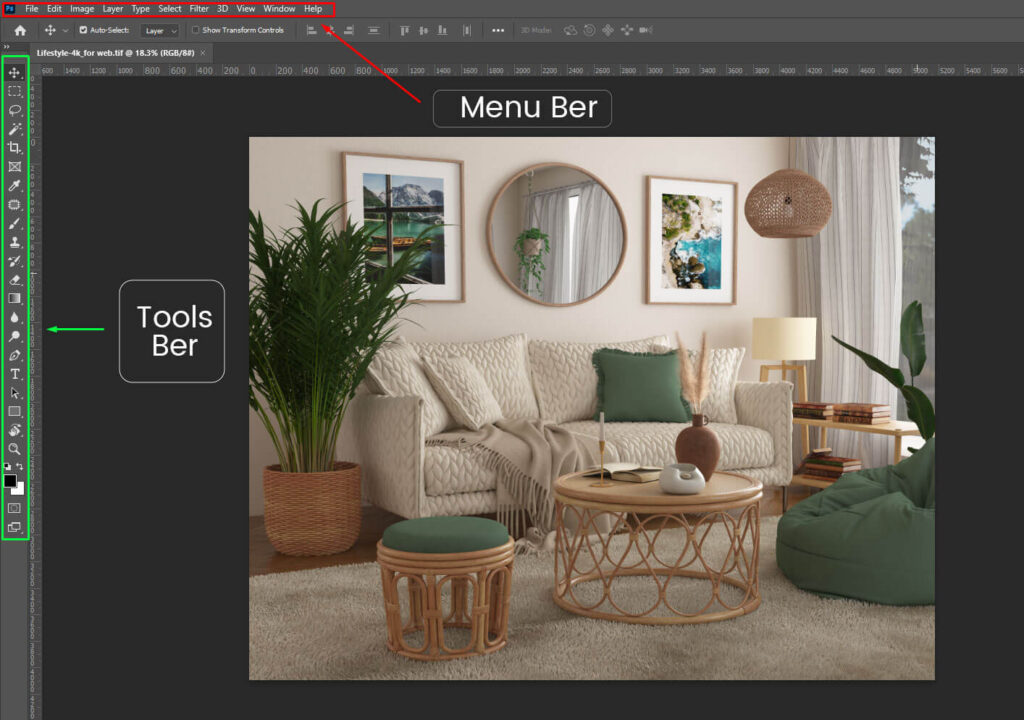 Ps File Edit Image Layer Type Select Filter 3D View Window Help
Auto-Select: Layer Show Transform Controls 3D Mode:
Lifestyle-4k_for web.tif @ 18.3% (RGB/8#) ×
600 1400 1200 1000 800 600 400 200 0 200 400 600 800 1000 1200 1400 1600 1800 2000 2200 2400 2600 2800 3000 3200 3400 3600 3800 4000 4200 4400 4600 4800 5000 5200 5400 5600
Menu Ber
Tools
Ber
T